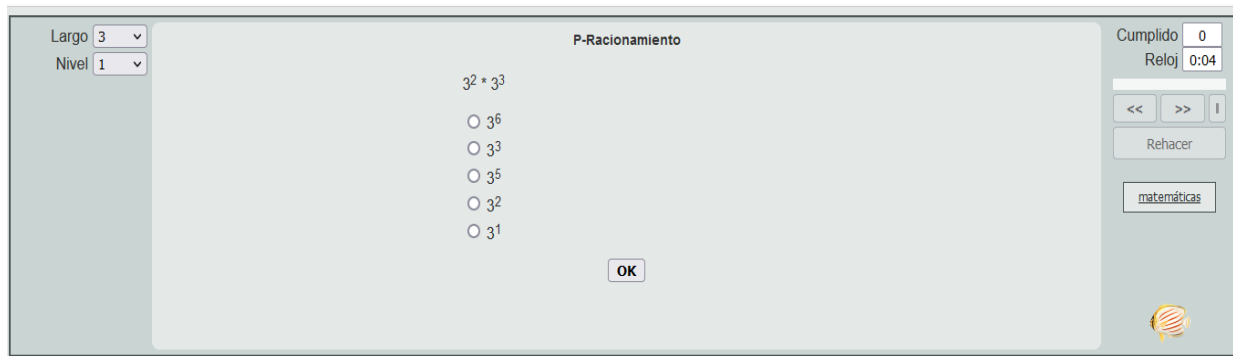 Largo 3
Nivel 1
P-Racionamiento
3² * 3³
3⁶
3³
3⁵
3²
3¹
OK
Cumplido 0
Reloj 0:04
<< >> I
Rehacer
matemáticas